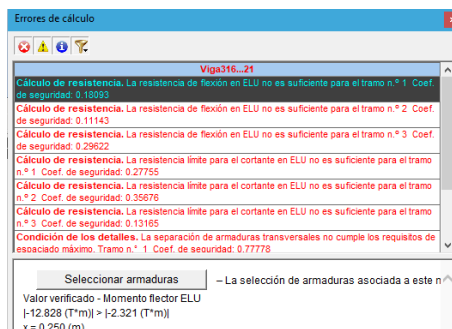 Errores de cálculo
Viga316...21
Cálculo de resistencia. La resistencia de flexión en ELU no es suficiente para el tramo n.º 1 Coef.
de seguridad: 0.18093
Cálculo de resistencia. La resistencia de flexión en ELU no es suficiente para el tramo n.º 2 Coef.
de seguridad: 0.11143
Cálculo de resistencia. La resistencia de flexión en ELU no es suficiente para el tramo n.º 3 Coef.
de seguridad: 0.29622
Cálculo de resistencia. La resistencia límite para el cortante en ELU no es suficiente para el tramo
n.º 1 Coef. de seguridad: 0.27755
Cálculo de resistencia. La resistencia límite para el cortante en ELU no es suficiente para el tramo
n.º 2 Coef. de seguridad: 0.35676
Cálculo de resistencia. La resistencia límite para el cortante en ELU no es suficiente para el tramo
n.º 3 Coef. de seguridad: 0.13165
Condición de los detalles. La separación de armaduras transversales no cumple los requisitos de
espaciado máximo. Tramo n.° 1 Coef. de seguridad: 0.77778
Seleccionar armaduras – La selección de armaduras asociada a este n
Valor verificado - Momento flector ELU
|-12.828 (T*m)| > |-2.321 (T*m)|
x = 0.250 (m)